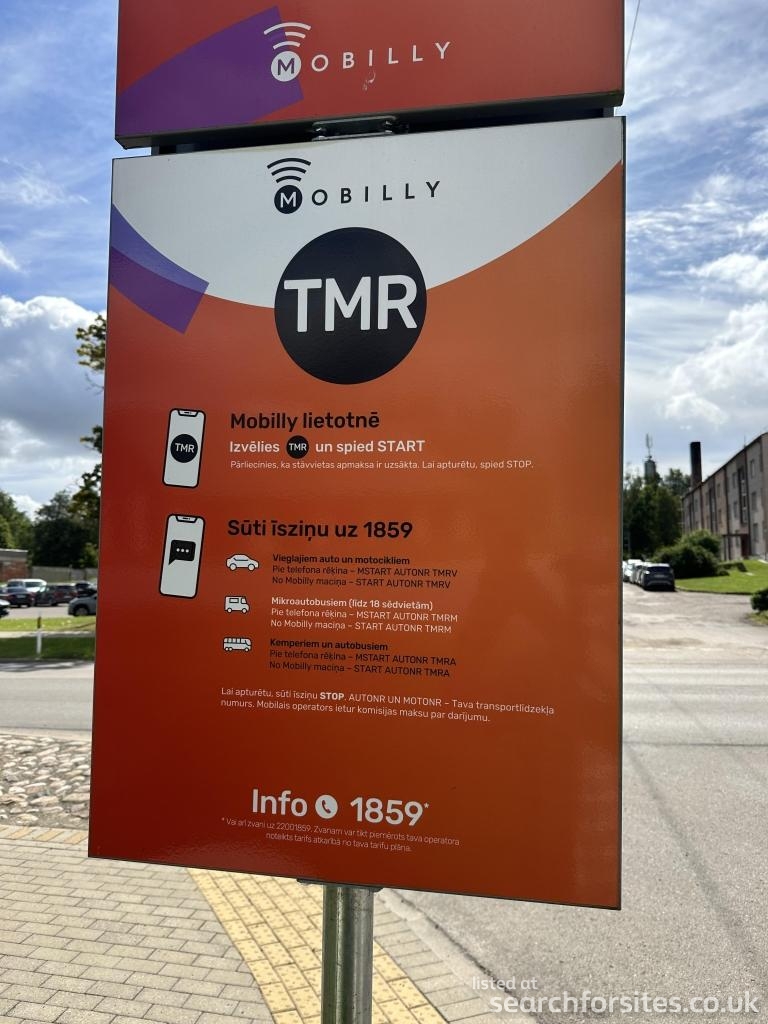 MOBILLY
MOBILLY
TMR
Mobilly lietotnē
Izvēlies TMR un spied START
Pārliecinies, ka stāvvietas apmaksa ir uzsākta. Lai apturētu, spied STOP.
TMR
Sūti īsziņu uz 1859
Vieglajiem auto un motocikliem
Pie telefona rēķina – MSTART AUTONR TMRV
No Mobilly maciņa – START AUTONR TMRV
Mikroautobusiem (līdz 18 sēdvietām)
Pie telefona rēķina – MSTART AUTONR TMRM
No Mobilly maciņa – START AUTONR TMRM
Kemperiem un autobusiem
Pie telefona rēķina – MSTART AUTONR TMRA
No Mobilly maciņa – START AUTONR TMRA
Lai apturētu, sūti īsziņu STOP. AUTONR UN MOTONR – Tava transportlīdzekļa
numurs. Mobilais operators ietur komisijas maksu par darījumu.
Info 1859*
* Vai arī zvani uz 22001859. Zvanam var tikt piemērots tava operatora
noteikts tarifs atkarībā no tava tarifu plāna.
listed at
searchforsites.co.uk